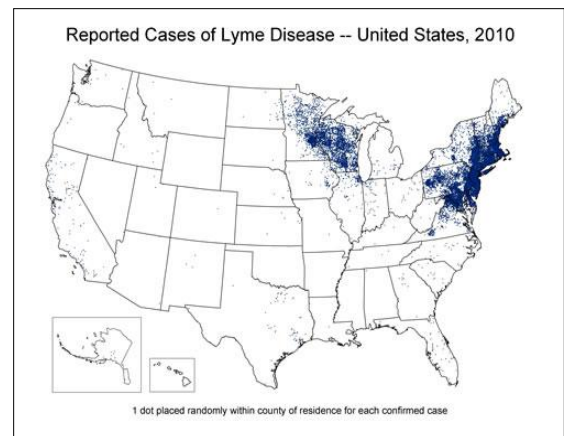 Reported Cases of Lyme Disease -- United States, 2010
1 dot placed randomly within county of residence for each confirmed case